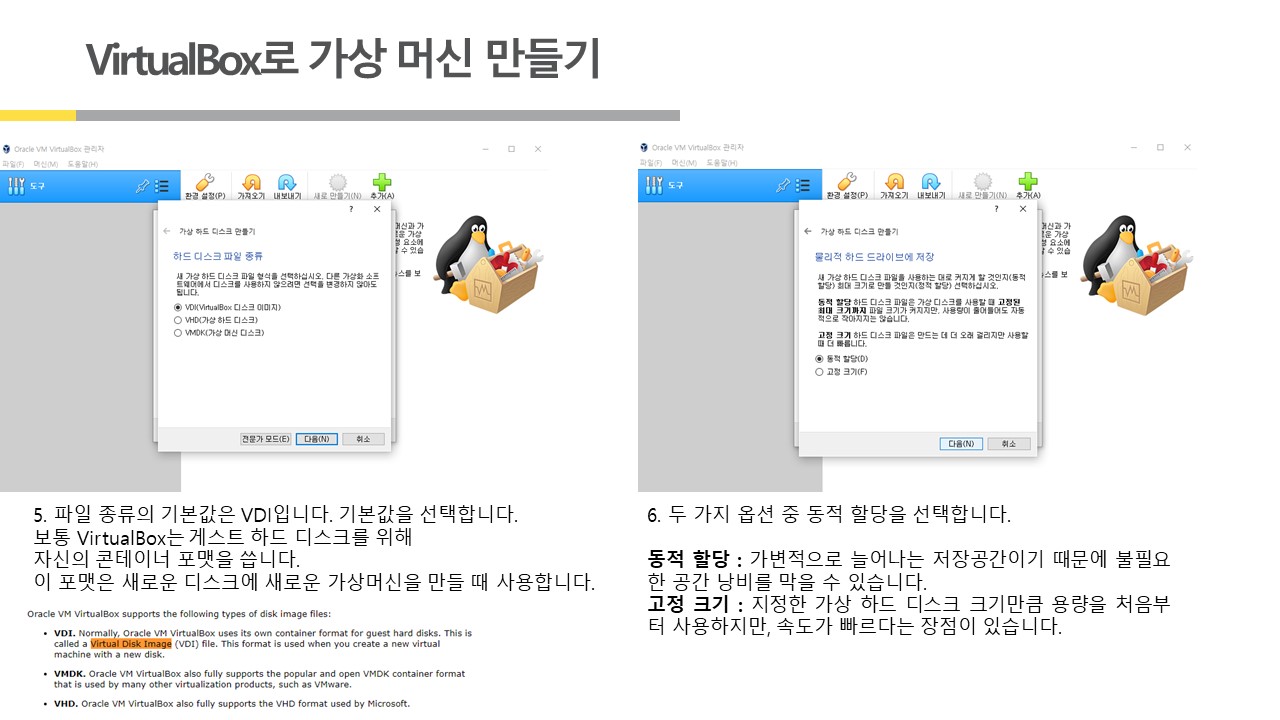 VirtualBox로 가상 머신 만들기
Oracle VM VirtualBox 관리자
파일(F) 머신(M) 도움말(H)
도구
환경 설정(P) 가져오기 내보내기 새로 만들기(N) 추가(A)
?
가상 하드 디스크 만들기
하드 디스크 파일 종류
새 가상 하드 디스크 파일 형식을 선택하십시오. 다른 가상화 소프
트웨어에서 디스크를 사용하지 않으려면 선택을 변경하지 않아도
됩니다.
VDI(VirtualBox 디스크 이미지)
VHD(가상 하드 디스크)
VMDK(가상 머신 디스크)
전문가 모드(E) 다음(N) 취소
5. 파일 종류의 기본값은 VDI입니다. 기본값을 선택합니다.
보통 VirtualBox는 게스트 하드 디스크를 위해
자신의 콘테이너 포맷을 씁니다.
이 포맷은 새로운 디스크에 새로운 가상머신을 만들 때 사용합니다.
Oracle VM VirtualBox supports the following types of disk image files:
• VDI. Normally, Oracle VM VirtualBox uses its own container format for guest hard disks. This is
called a Virtual Disk Image (VDI) file. This format is used when you create a new virtual
machine with a new disk.
• VMDK. Oracle VM VirtualBox also fully supports the popular and open VMDK container format
that is used by many other virtualization products, such as VMware.
• VHD. Oracle VM VirtualBox also fully supports the VHD format used by Microsoft.
Oracle VM VirtualBox 관리자
파일(F) 머신(M) 도움말(H)
도구
환경 설정(P) 가져오기 내보내기 새로 만들기(N) 추가(A)
?
가상 하드 디스크 만들기
물리적 하드 드라이브에 저장
새 가상 하드 디스크 파일을 사용하는 대로 커지게 할 것인지(동적
할당) 최대 크기로 만들 것인지(정적 할당) 선택하십시오.
동적 할당 하드 디스크 파일은 가상 디스크를 사용할 때 고정된
최대 크기까지 파일 크기가 커지지만, 사용량이 줄어들어도 자동
적으로 작아지지는 않습니다.
고정 크기 하드 디스크 파일은 만드는 데 더 오래 걸리지만 사용할
때 더 빠릅니다.
동적 할당(D)
고정 크기(F)
다음(N) 취소
6. 두 가지 옵션 중 동적 할당을 선택합니다.
동적 할당 : 가변적으로 늘어나는 저장공간이기 때문에 불필요
한 공간 낭비를 막을 수 있습니다.
고정 크기 : 지정한 가상 하드 디스크 크기만큼 용량을 처음부
터 사용하지만, 속도가 빠르다는 장점이 있습니다.